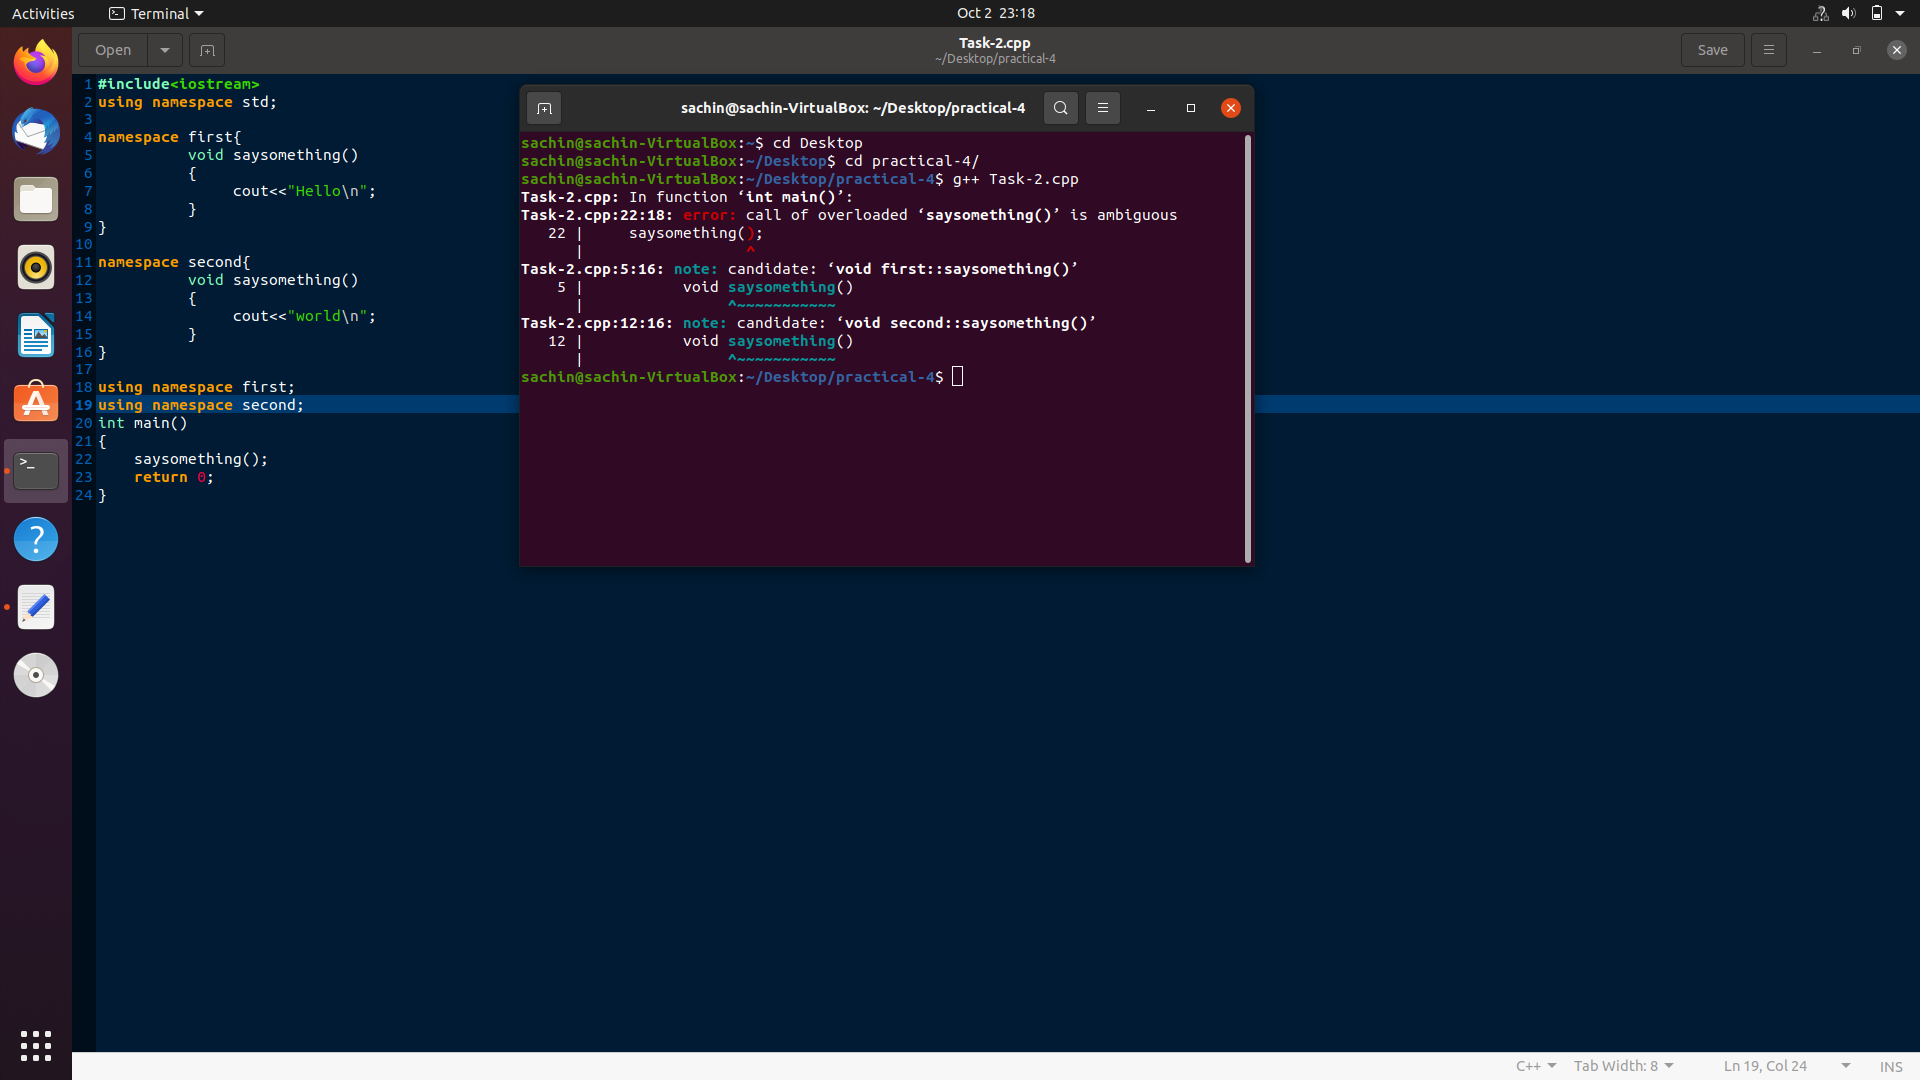 Activities
Terminal
Oct 2 23:18
Open
Task-2.cpp
~/Desktop/practical-4
Save
1 #include<iostream>
2 using namespace std;
3
4 namespace first{
5 void saysomething()
6 {
7 cout<<"Hello\n";
8 }
9 }
10
11 namespace second{
12 void saysomething()
13 {
14 cout<<"world\n";
15 }
16 }
17
18 using namespace first;
19 using namespace second;
20 int main()
21 {
22 saysomething();
23 return 0;
24 }
sachin@sachin-VirtualBox: ~/Desktop/practical-4
sachin@sachin-VirtualBox:~$ cd Desktop
sachin@sachin-VirtualBox:~/Desktop$ cd practical-4/
sachin@sachin-VirtualBox:~/Desktop/practical-4$ g++ Task-2.cpp
Task-2.cpp: In function ‘int main()’:
Task-2.cpp:22:18: error: call of overloaded ‘saysomething()’ is ambiguous
22 | saysomething();
| ^
Task-2.cpp:5:16: note: candidate: ‘void first::saysomething()’
5 | void saysomething()
| ^~~~~~~~~~~~
Task-2.cpp:12:16: note: candidate: ‘void second::saysomething()’
12 | void saysomething()
| ^~~~~~~~~~~~
sachin@sachin-VirtualBox:~/Desktop/practical-4$
C++
Tab Width: 8
Ln 19, Col 24
INS